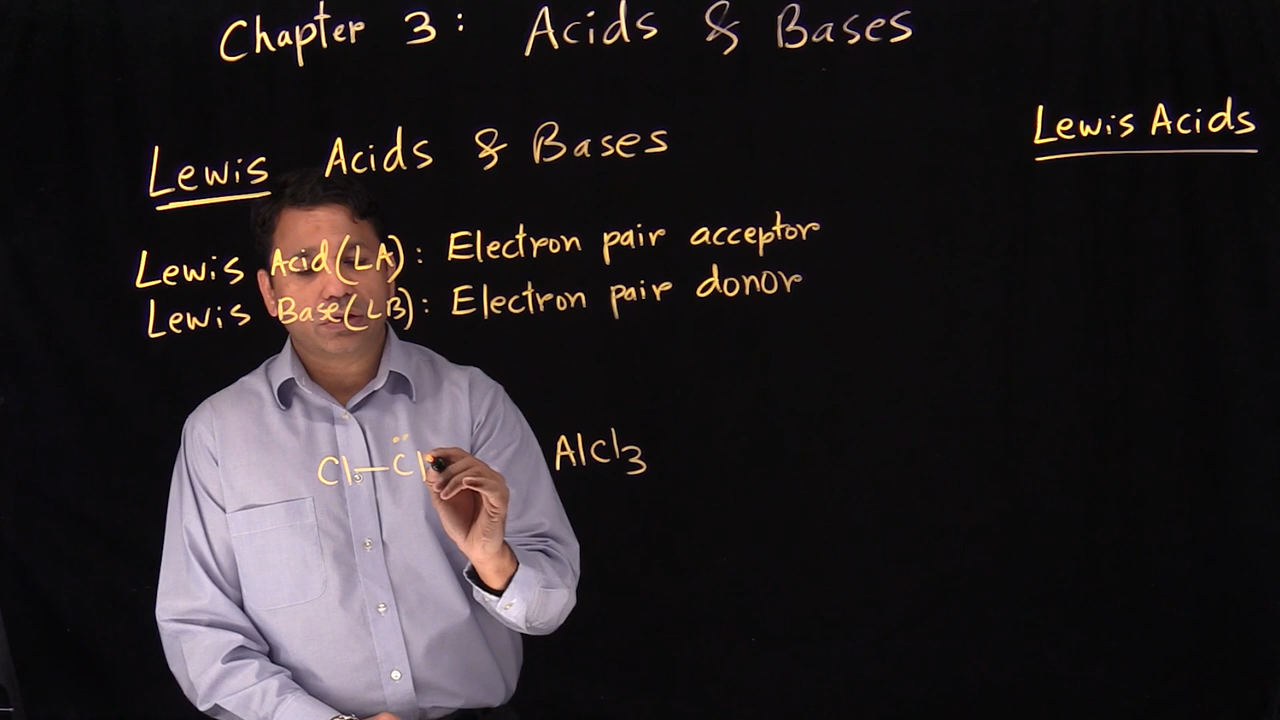 Chapter 3: Acids & Bases
Lewis Acids
Lewis Acids & Bases
Lewis Acid(LA): Electron pair acceptor
Lewis Base(LB): Electron pair donor
Cl—Cl AlCl3